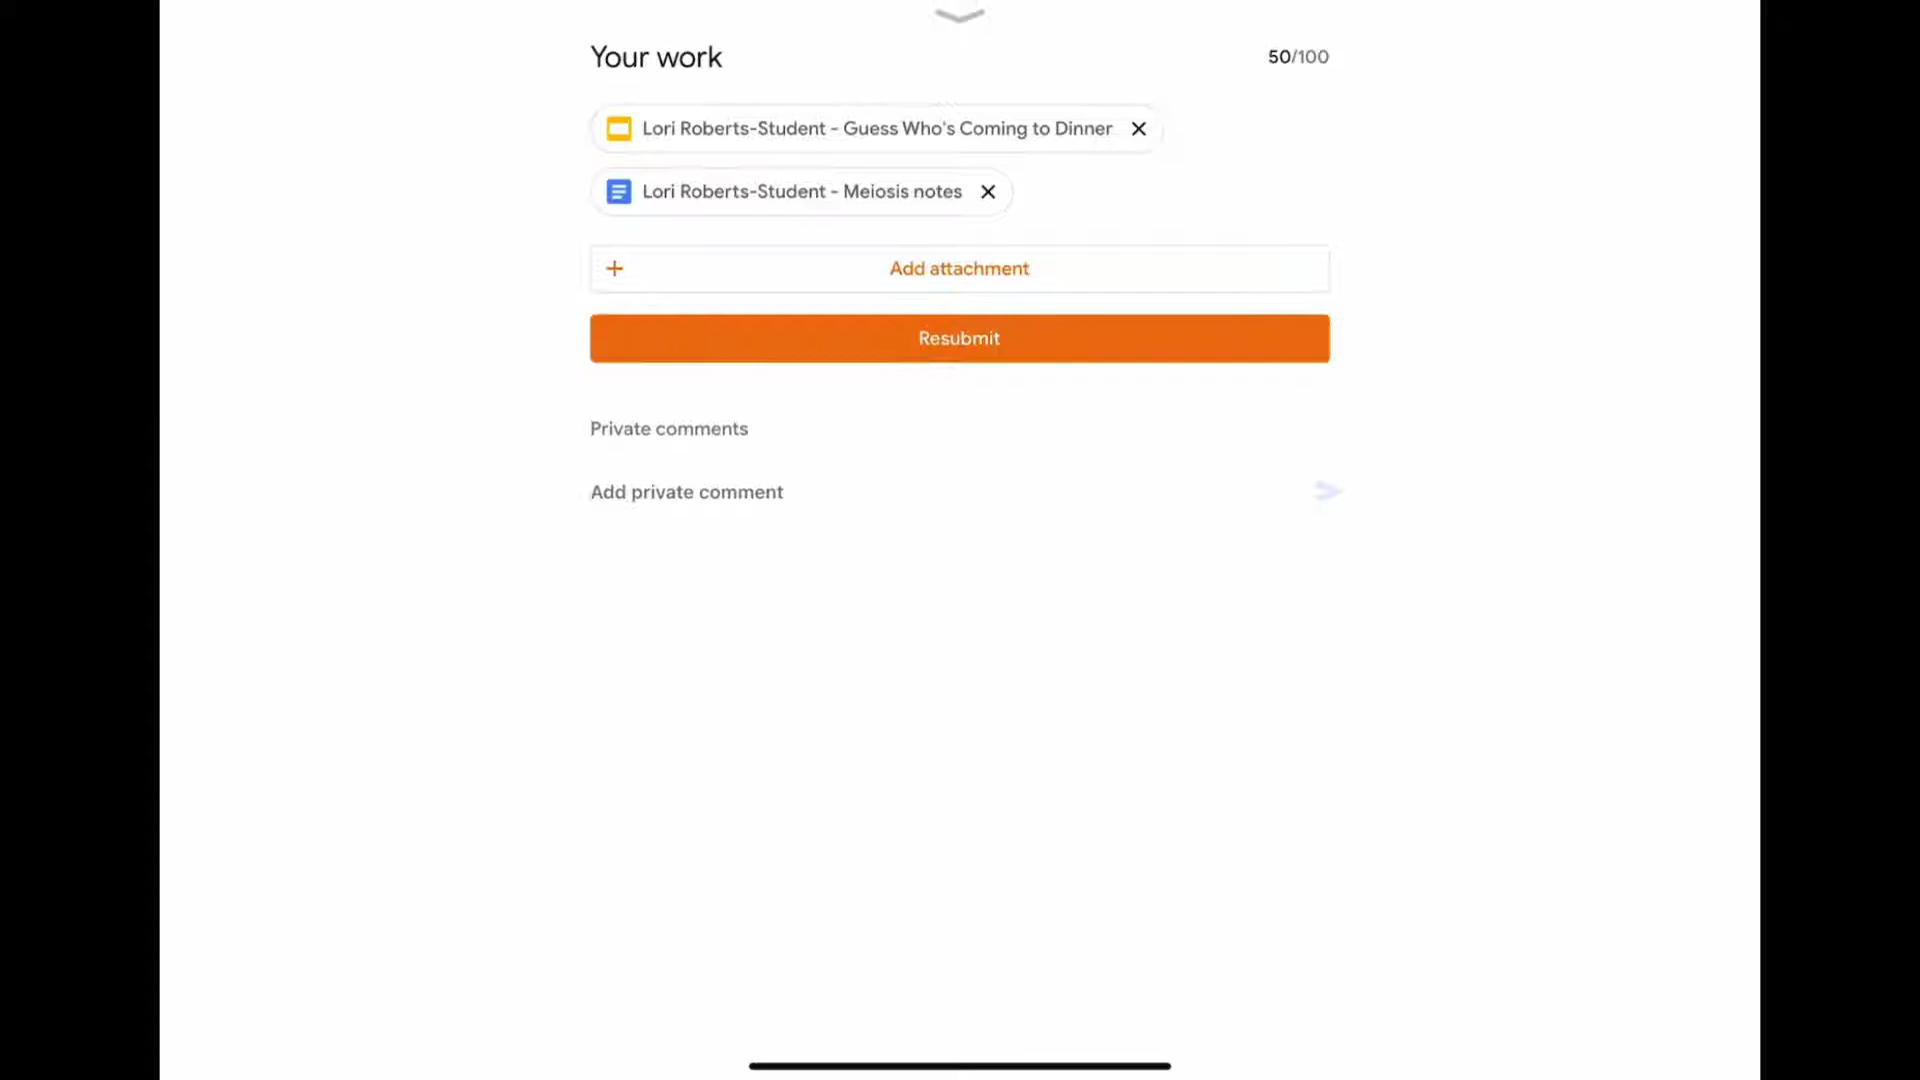 Your work
50/100
Lori Roberts-Student - Guess Who's Coming to Dinner
Lori Roberts-Student - Meiosis notes
Add attachment
Resubmit
Private comments
Add private comment